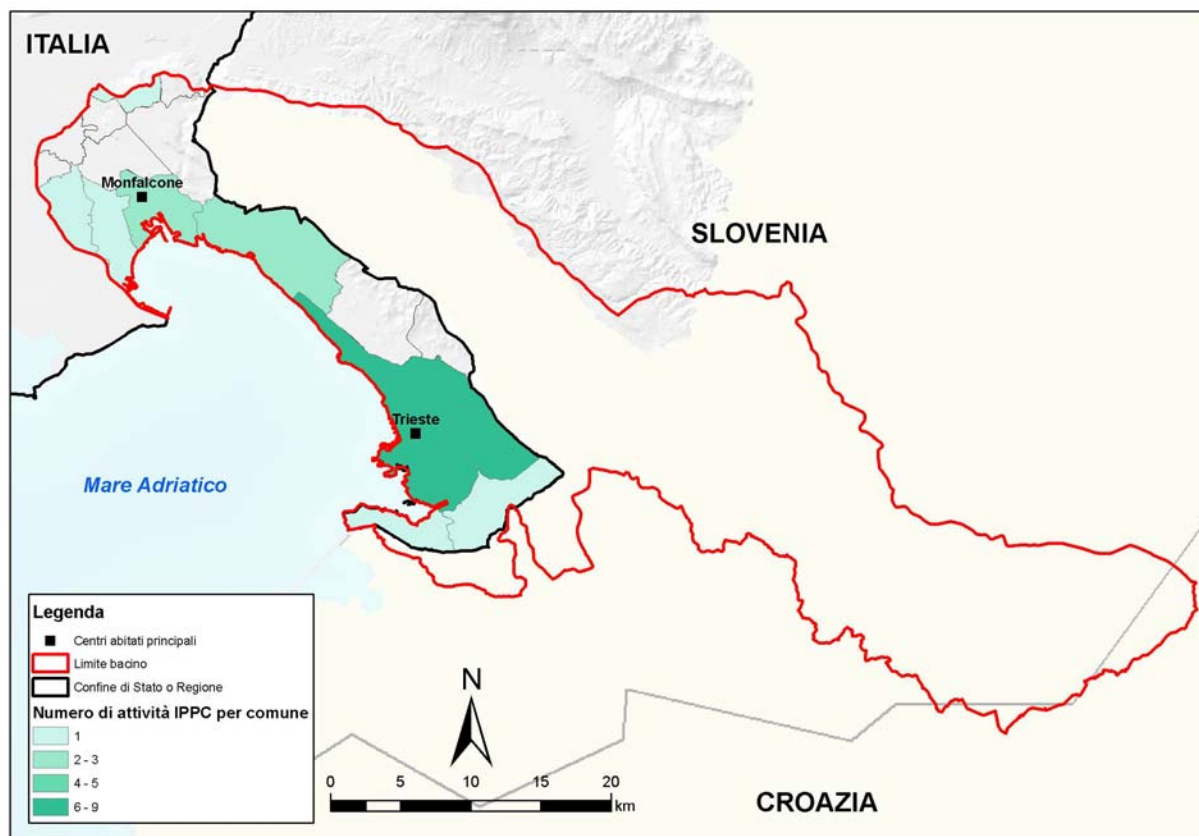 ITALIA
Monfalcone
SLOVENIA
Trieste
Mare Adriatico
Legenda
Centri abitati principali
Limite bacino
Confine di Stato o Regione
Numero di attività IPPC per comune
1
2 - 3
4 - 5
6 - 9
N
0 5 10 15 20
km
CROAZIA